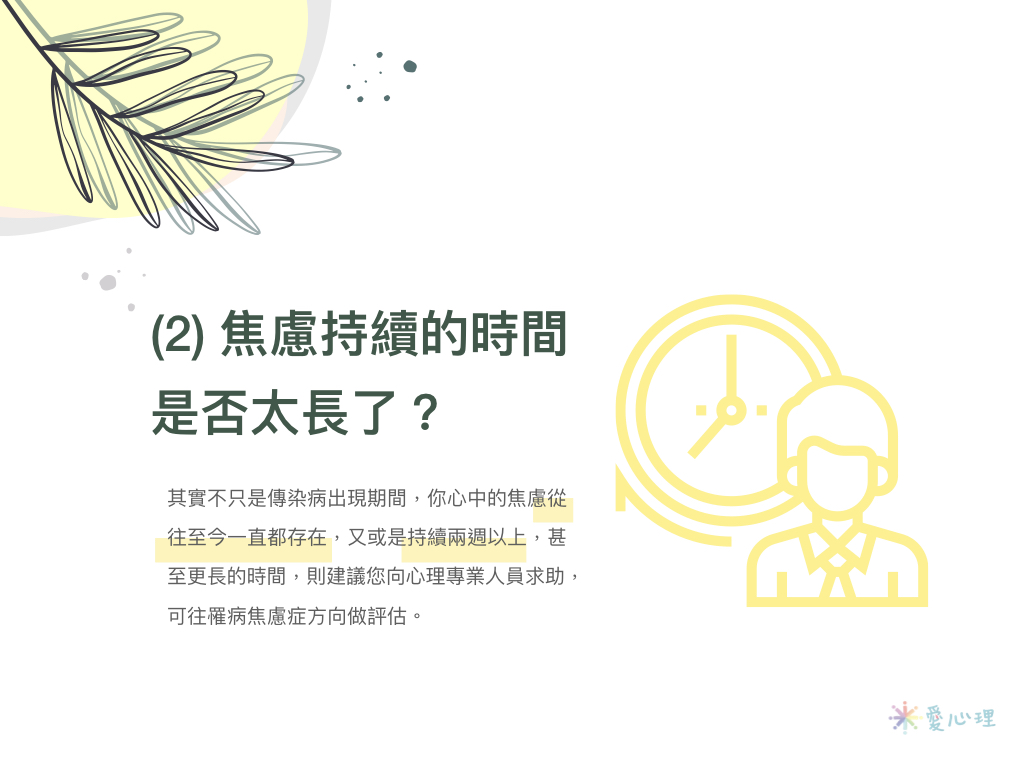 (2) 焦慮持續的時間
是否太長了？
其實不只是傳染病出現期間，你心中的焦慮從
往至今一直都存在，又或是持續兩週以上，甚
至更長的時間，則建議您向心理專業人員求助，
可往罹病焦慮症方向做評估。
愛心理